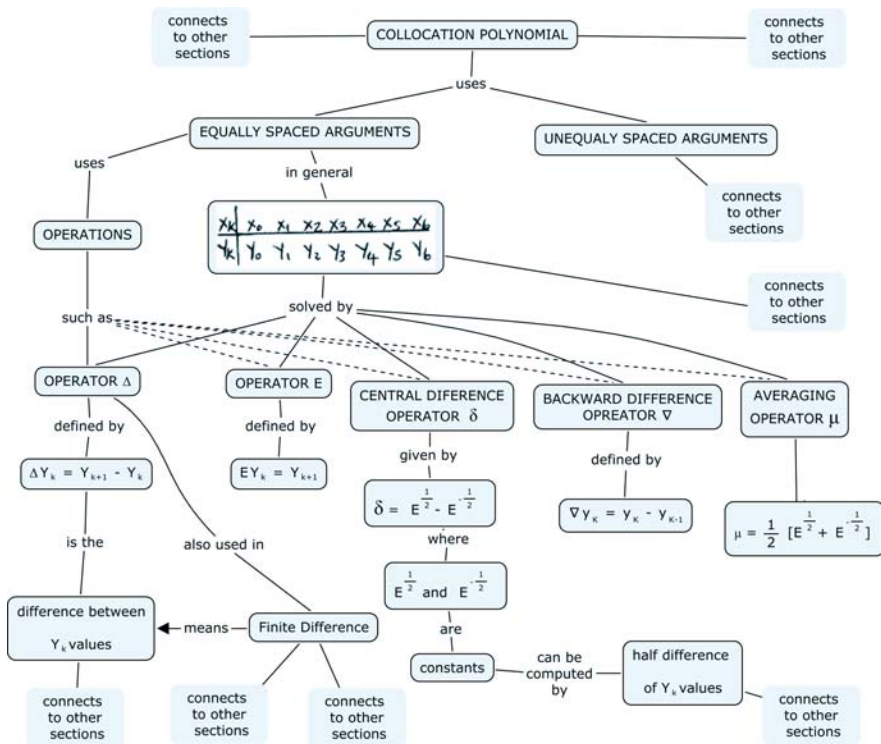 connects
to other
sections
COLLOCATION POLYNOMIAL
connects
to other
sections
uses
EQUALLY SPACED ARGUMENTS
UNEQUALY SPACED ARGUMENTS
uses
in general
connects
to other
sections
OPERATIONS
xₖ x₀ x₁ x₂ x₃ x₄ x₅ x₆
Yₖ Y₀ Y₁ Y₂ Y₃ Y₄ Y₅ Y₆
connects
to other
sections
such as
solved by
OPERATOR Δ
OPERATOR E
CENTRAL DIFERENCE
OPERATOR δ
BACKWARD DIFFERENCE
OPREATOR ∇
AVERAGING
OPERATOR μ
defined by
defined by
given by
defined by
ΔYₖ = Yₖ₊₁ - Yₖ
EYₖ = Yₖ₊₁
δ = E^(1/2) - E^(-1/2)
∇yₖ = yₖ - yₖ₋₁
μ = 1/2 [E^(1/2) + E^(-1/2)]
is the
also used in
where
E^(1/2) and E^(-1/2)
difference between
Yₖ values
means
Finite Difference
are
constants
can be
computed
by
half difference
of Yₖ values
connects
to other
sections
connects
to other
sections
connects
to other
sections
connects
to other
sections